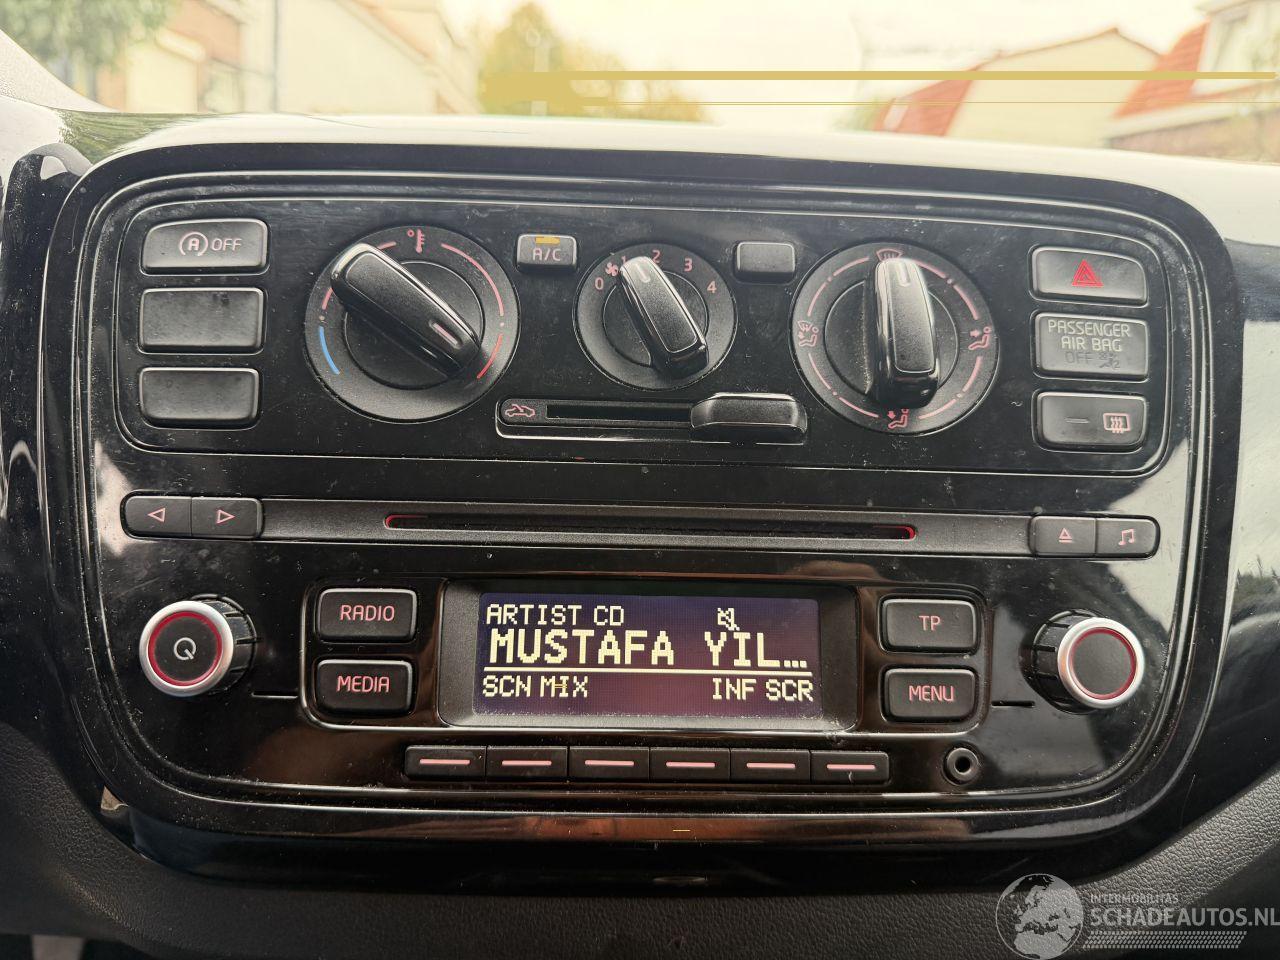 (A) OFF
A/C
0 1 2 3 4
PASSENGER
AIR BAG
OFF
RADIO
MEDIA
ARTIST CD
MUSTAFA YIL...
SCN MIX INF SCR
TP
MENU
INTERMOBILITAS
SCHADEAUTOS.NL